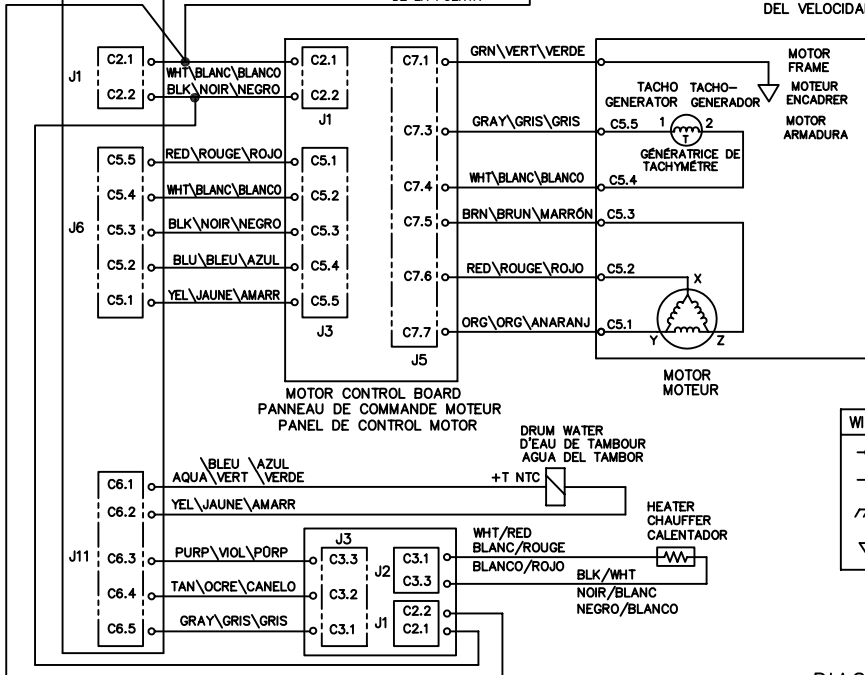 DEL VELOCIDA
J1
C2.1
C2.2
WHT\BLANC\BLANCO
BLK\NOIR\NEGRO
C2.1
C2.2
J1
C7.1
GRN\VERT\VERDE
MOTOR
FRAME
MOTEUR
ENCADRER
MOTOR
ARMADURA
TACHO
GENERATOR
TACHO-
GENERADOR
C7.3
GRAY\GRIS\GRIS
C5.5
1
2
T
GÉNÉRATRICE DE
TACHYMÉTRE
C7.4
WHT\BLANC\BLANCO
C5.4
C7.5
BRN\BRUN\MARRÓN
C5.3
C7.6
RED\ROUGE\ROJO
C5.2
X
C7.7
ORG\ORG\ANARANJ
C5.1
Y
Z
J5
MOTOR
MOTEUR
J6
C5.5
RED\ROUGE\ROJO
C5.1
C5.4
WHT\BLANC\BLANCO
C5.2
C5.3
BLK\NOIR\NEGRO
C5.3
C5.2
BLU\BLEU\AZUL
C5.4
C5.1
YEL\JAUNE\AMARR
C5.5
J3
MOTOR CONTROL BOARD
PANNEAU DE COMMANDE MOTEUR
PANEL DE CONTROL MOTOR
WI
DRUM WATER
D'EAU DE TAMBOUR
AGUA DEL TAMBOR
+T NTC
J11
C6.1
\BLEU \AZUL
AQUA\VERT \VERDE
C6.2
YEL\JAUNE\AMARR
C6.3
PURP\VIOL\PÚRP
C6.4
TAN\OCRE\CANELO
C6.5
GRAY\GRIS\GRIS
J3
C3.3
C3.2
C3.1
J2
C3.1
C3.3
J1
C2.2
C2.1
WHT/RED
BLANC/ROUGE
BLANCO/ROJO
HEATER
CHAUFFER
CALENTADOR
BLK/WHT
NOIR/BLANC
NEGRO/BLANCO